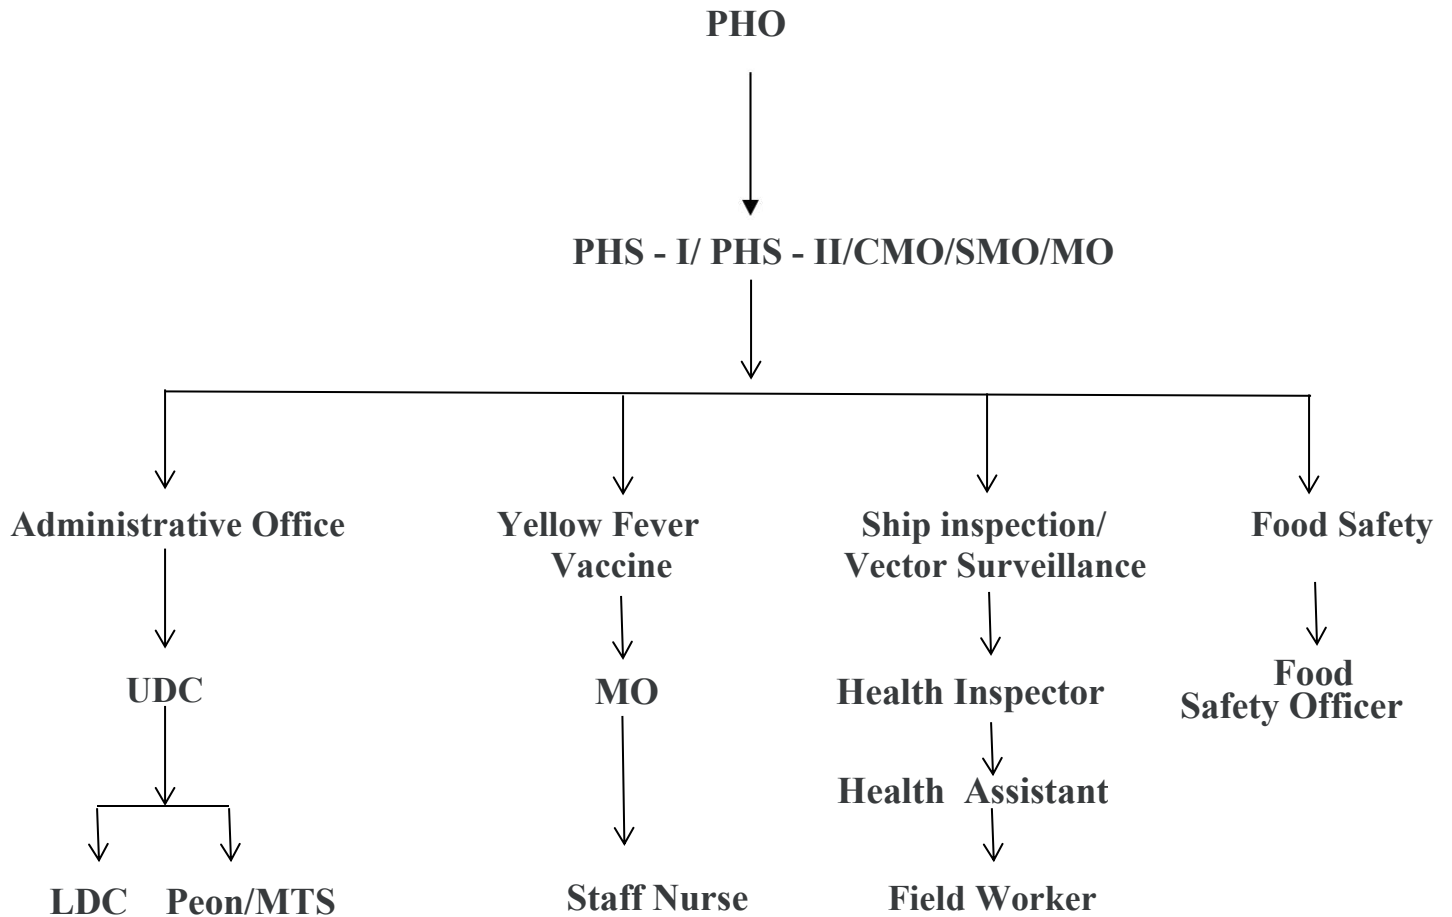 PHO
PHS - I/ PHS - II/CMO/SMO/MO
Administrative Office
Yellow Fever
Vaccine
Ship inspection/
Vector Surveillance
Food Safety
UDC
MO
Health Inspector
Food
Safety Officer
Health Assistant
LDC
Peon/MTS
Staff Nurse
Field Worker